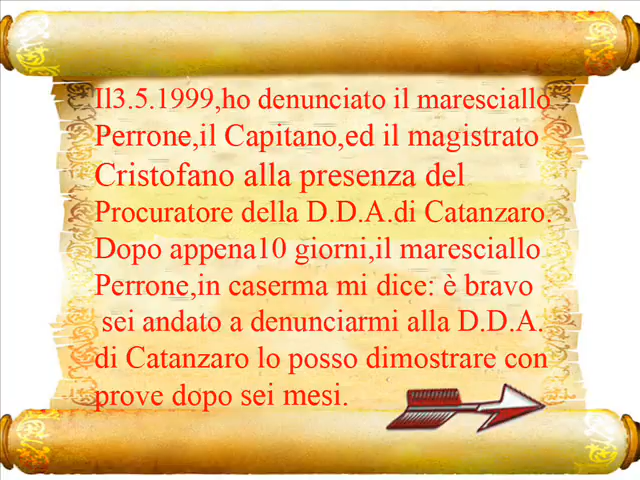 Il3.5.1999,ho denunciato il maresciallo
Perrone,il Capitano,ed il magistrato
Cristofano alla presenza del
Procuratore della D.D.A.di Catanzaro.
Dopo appena10 giorni,il maresciallo
Perrone,in caserma mi dice: è bravo
sei andato a denunciarmi alla D.D.A.
di Catanzaro lo posso dimostrare con
prove dopo sei mesi.